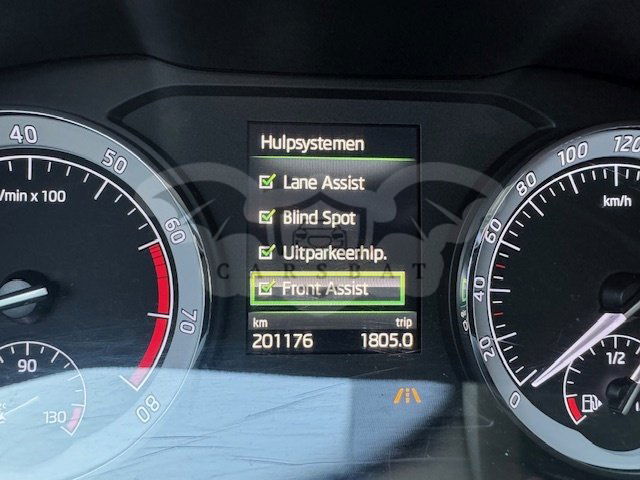 Hulpsystemen
Lane Assist
Blind Spot
Uitparkeerhlp.
Front Assist
CARSBAT
km trip
201176 1805.0
40
50
60
70
80
/min x 100
90
130
120
100
80
60
40
20
0
km/h
1/2